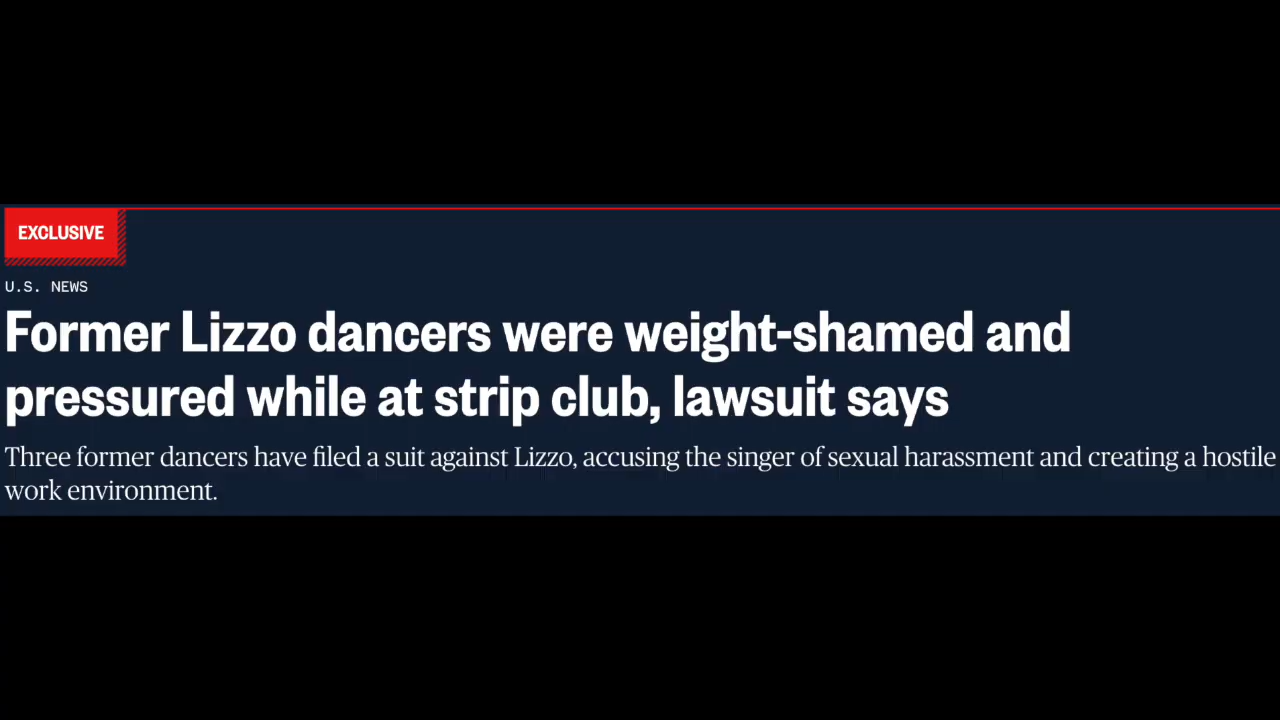 EXCLUSIVE
U.S. NEWS
Former Lizzo dancers were weight-shamed and
pressured while at strip club, lawsuit says
Three former dancers have filed a suit against Lizzo, accusing the singer of sexual harassment and creating a hostile
work environment.